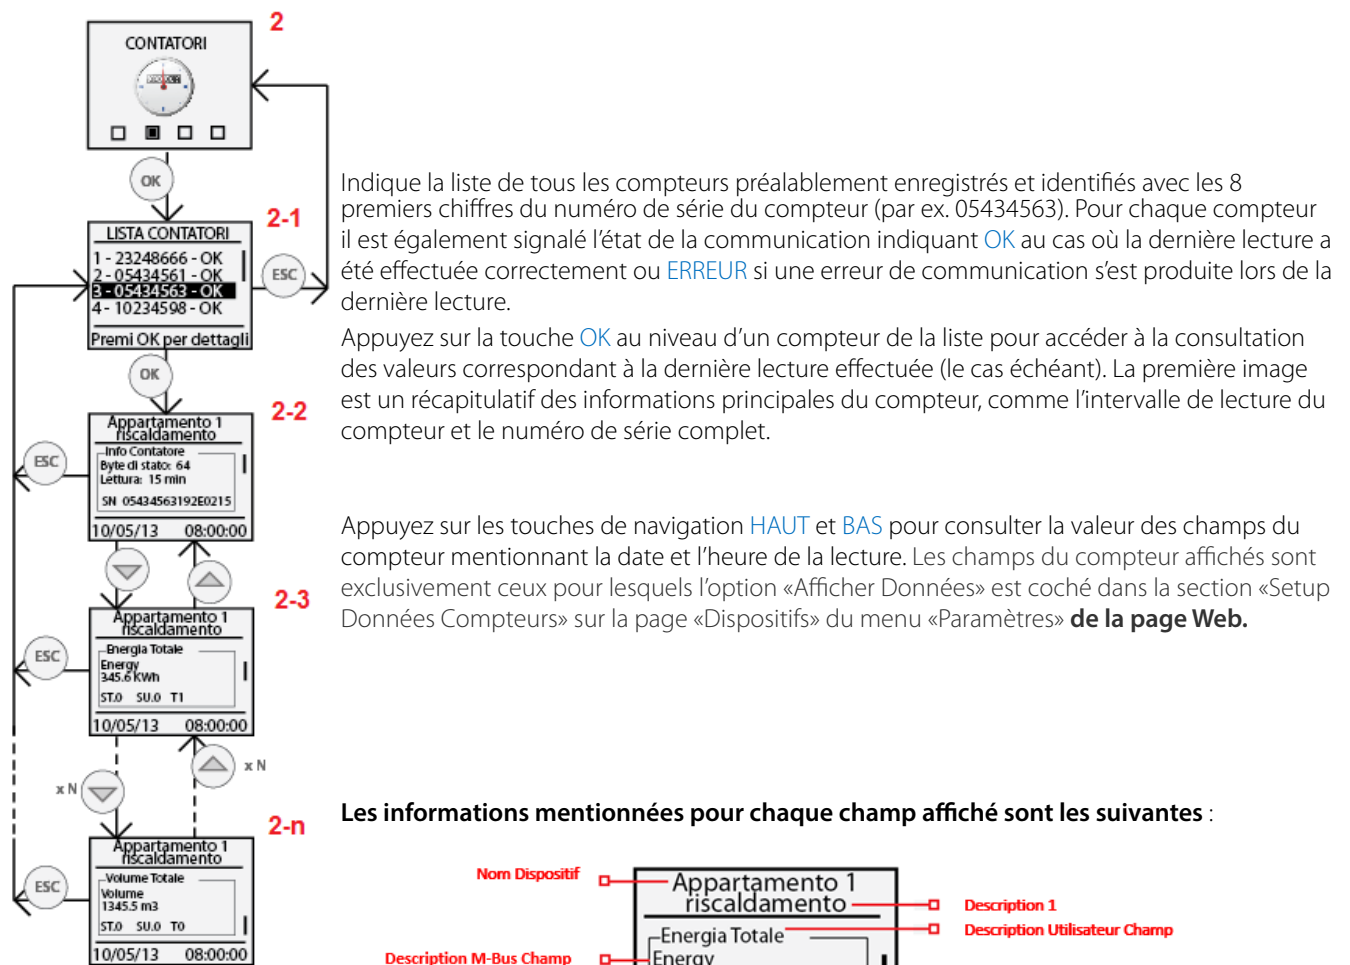 2
CONTATORI
OK
2-1
LISTA CONTATORI
1 - 23248666 - OK
2 - 05434561 - OK
3 - 05434563 - OK
4 - 10234598 - OK
Premi OK per dettagli
ESC
OK
2-2
Appartamento 1
riscaldamento
Info Contatore
Byte di stato: 64
Lettura: 15 min
SN 05434563192E0215
10/05/13 08:00:00
ESC
2-3
Appartamento 1
riscaldamento
Energia Totale
Energy
345.6 KWh
ST.0 SU.0 T1
10/05/13 08:00:00
ESC
x N
x N
2-n
Appartamento 1
riscaldamento
Volume Totale
Volume
1345.5 m3
ST.0 SU.0 T0
10/05/13 08:00:00
ESC
Indique la liste de tous les compteurs préalablement enregistrés et identifiés avec les 8
premiers chiffres du numéro de série du compteur (par ex. 05434563). Pour chaque compteur
il est également signalé l’état de la communication indiquant OK au cas où la dernière lecture a
été effectuée correctement ou ERREUR si une erreur de communication s’est produite lors de la
dernière lecture.
Appuyez sur la touche OK au niveau d’un compteur de la liste pour accéder à la consultation
des valeurs correspondant à la dernière lecture effectuée (le cas échéant). La première image
est un récapitulatif des informations principales du compteur, comme l’intervalle de lecture du
compteur et le numéro de série complet.
Appuyez sur les touches de navigation HAUT et BAS pour consulter la valeur des champs du
compteur mentionnant la date et l’heure de la lecture. Les champs du compteur affichés sont
exclusivement ceux pour lesquels l’option «Afficher Données» est coché dans la section «Setup
Données Compteurs» sur la page «Dispositifs» du menu «Paramètres» de la page Web.
Les informations mentionnées pour chaque champ affiché sont les suivantes :
Nom Dispositif
Appartamento 1
riscaldamento
Description 1
Description Utilisateur Champ
Energia Totale
Description M-Bus Champ
Energy